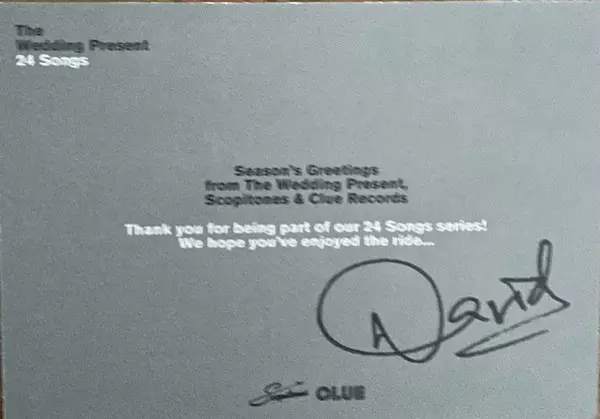 The
Wedding Present
24 Songs
Season's Greetings
from The Wedding Present,
Scopitones & Clue Records
Thank you for being part of our 24 Songs series!
We hope you've enjoyed the ride...
David
CLUE